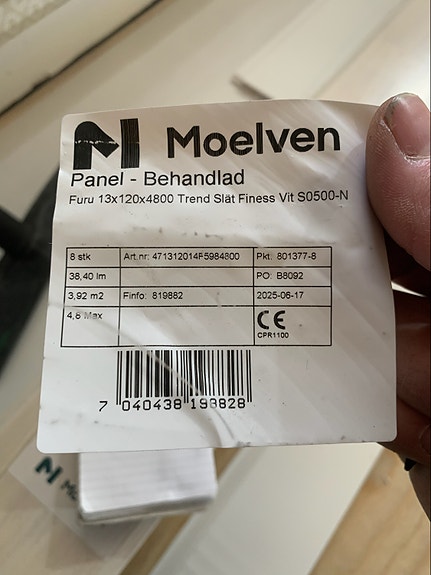 Moelven
Panel - Behandlad
Furu 13x120x4800 Trend Slät Finess Vit S0500-N
8 stk Art.nr: 471312014F5984800 Pkt: 801377-8
38,40 lm PO: B8092
3,92 m2 Finfo: 819882 2025-06-17
4,8 Max CE
CPR1100
7 040438 198828